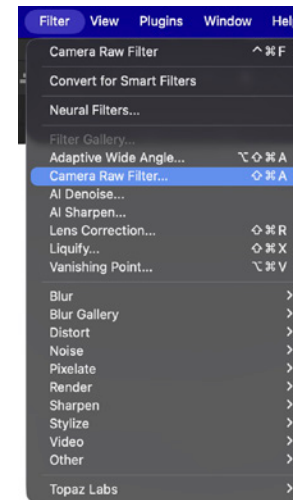 Filter View Plugins Window Hel
Camera Raw Filter ^⌘F
Convert for Smart Filters
Neural Filters...
Filter Gallery...
Adaptive Wide Angle... ⌥⇧⌘A
Camera Raw Filter... ⇧⌘A
AI Denoise...
AI Sharpen...
Lens Correction... ⇧⌘R
Liquify... ⇧⌘X
Vanishing Point... ⌥⌘V
Blur >
Blur Gallery >
Distort >
Noise >
Pixelate >
Render >
Sharpen >
Stylize >
Video >
Other >
Topaz Labs >